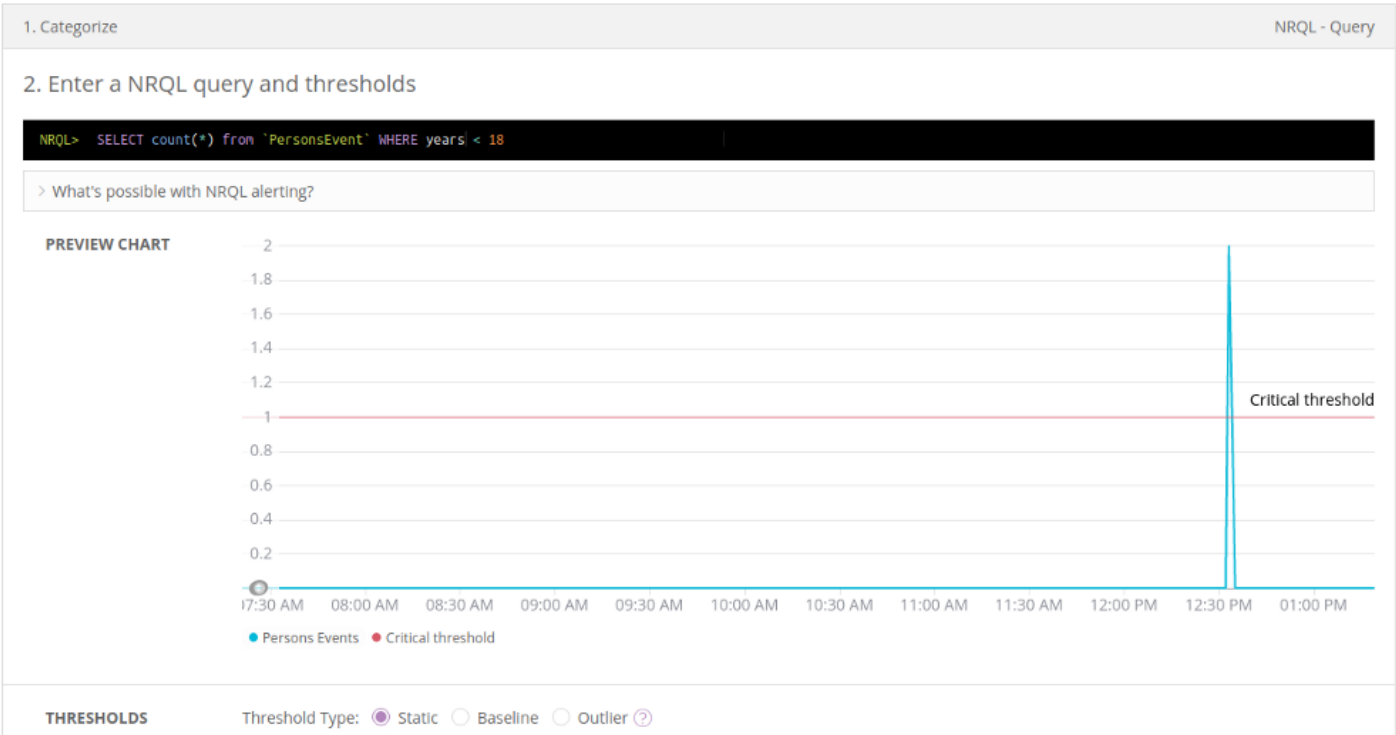 1. Categorize NRQL - Query
2. Enter a NRQL query and thresholds
NRQL> SELECT count(*) from `PersonsEvent` WHERE years < 18
> What's possible with NRQL alerting?
PREVIEW CHART
2
1.8
1.6
1.4
1.2
Critical threshold
1
0.8
0.6
0.4
0.2
07:30 AM 08:00 AM 08:30 AM 09:00 AM 09:30 AM 10:00 AM 10:30 AM 11:00 AM 11:30 AM 12:00 PM 12:30 PM 01:00 PM
Persons Events Critical threshold
THRESHOLDS Threshold Type: Static Baseline Outlier ?